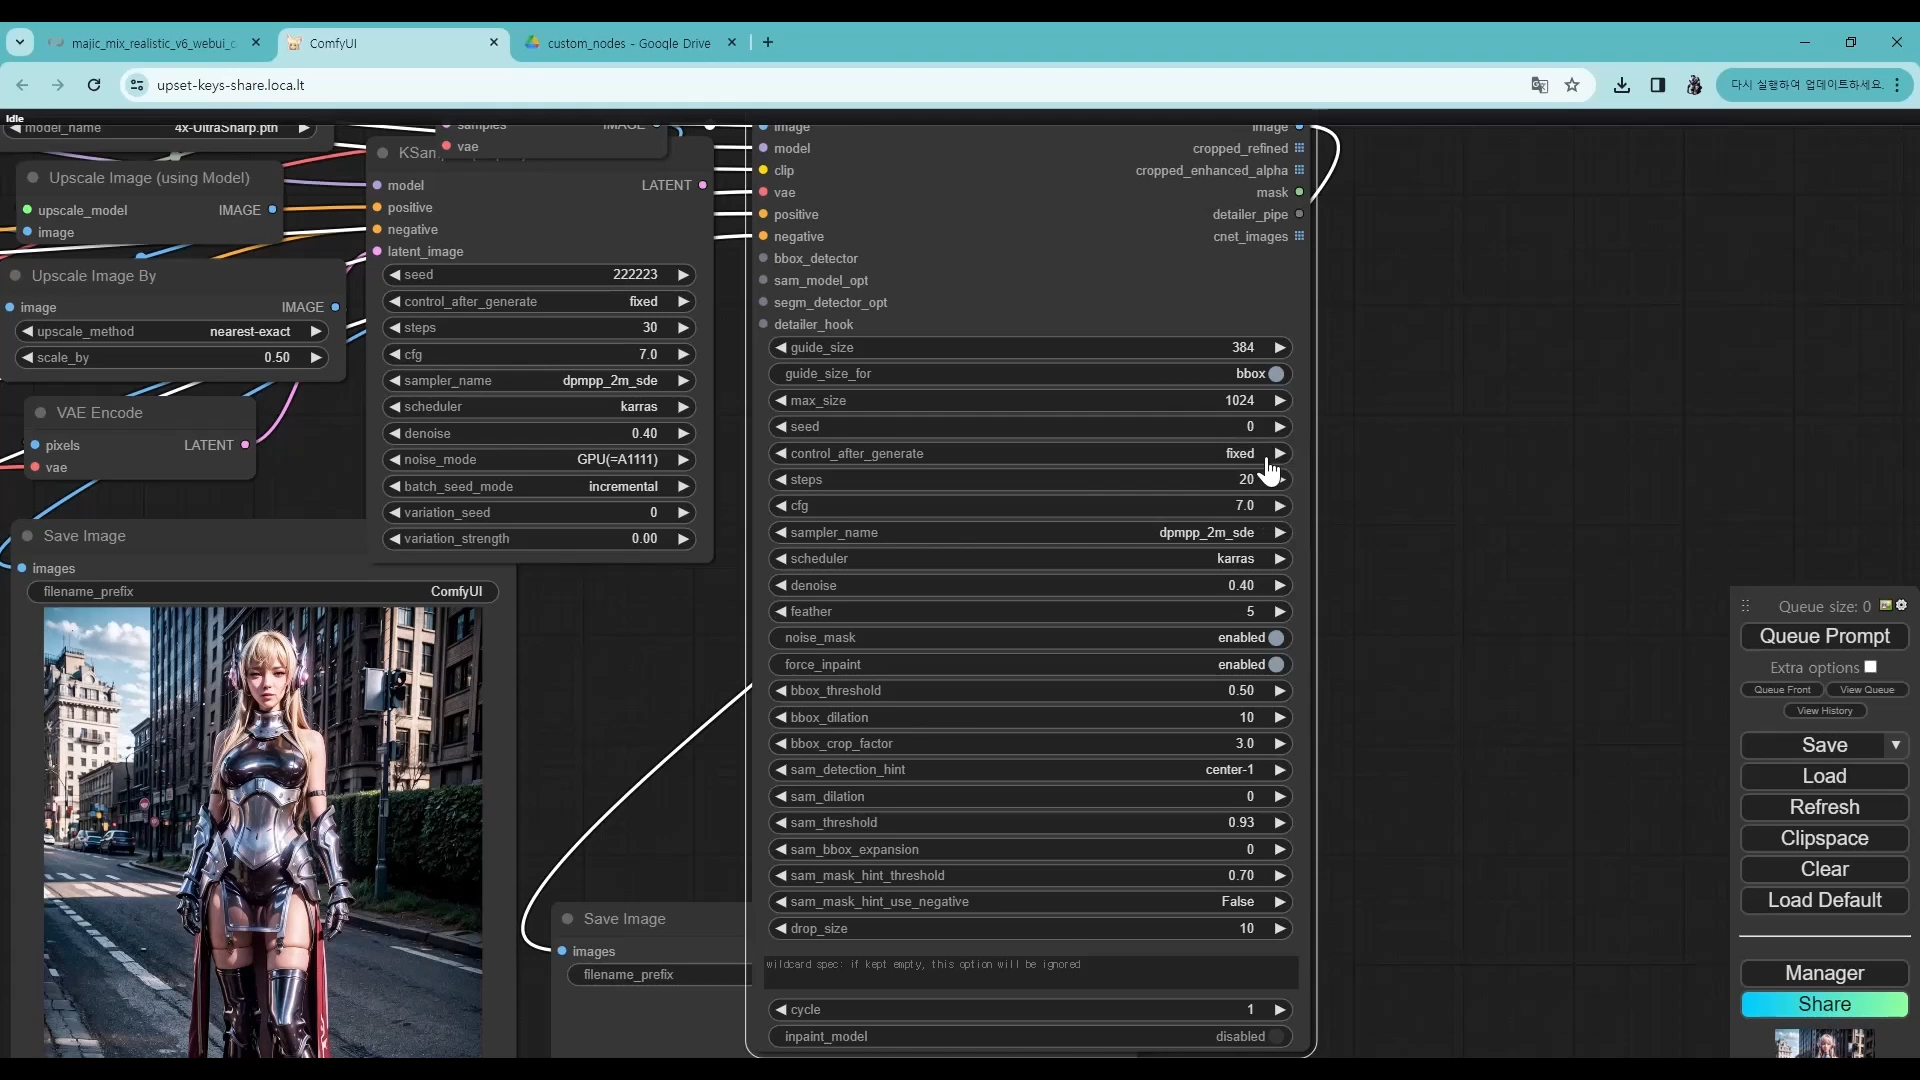 majic_mix_realistic_v6_webui_c
ComfyUI
custom_nodes - Google Drive
upset-keys-share.loca.lt
다시 실행하여 업데이트하세요.
Idle
model_name 4x-UltraSharp.pth
Upscale Image (using Model)
upscale_model IMAGE
image
Upscale Image By
image IMAGE
upscale_method nearest-exact
scale_by 0.50
VAE Encode
pixels LATENT
vae
Save Image
images
filename_prefix ComfyUI
samples IMAGE
vae
KSam
model LATENT
positive
negative
latent_image
seed 222223
control_after_generate fixed
steps 30
cfg 7.0
sampler_name dpmpp_2m_sde
scheduler karras
denoise 0.40
noise_mode GPU(=A1111)
batch_seed_mode incremental
variation_seed 0
variation_strength 0.00
Save Image
images
filename_prefix
image image
model cropped_refined
clip cropped_enhanced_alpha
vae mask
positive detailer_pipe
negative cnet_images
bbox_detector
sam_model_opt
segm_detector_opt
detailer_hook
guide_size 384
guide_size_for bbox
max_size 1024
seed 0
control_after_generate fixed
steps 20
cfg 7.0
sampler_name dpmpp_2m_sde
scheduler karras
denoise 0.40
feather 5
noise_mask enabled
force_inpaint enabled
bbox_threshold 0.50
bbox_dilation 10
bbox_crop_factor 3.0
sam_detection_hint center-1
sam_dilation 0
sam_threshold 0.93
sam_bbox_expansion 0
sam_mask_hint_threshold 0.70
sam_mask_hint_use_negative False
drop_size 10
wildcard spec: if kept empty, this option will be ignored
cycle 1
inpaint_model disabled
Queue size: 0
Queue Prompt
Extra options
Queue Front View Queue
View History
Save
Load
Refresh
Clipspace
Clear
Load Default
Manager
Share